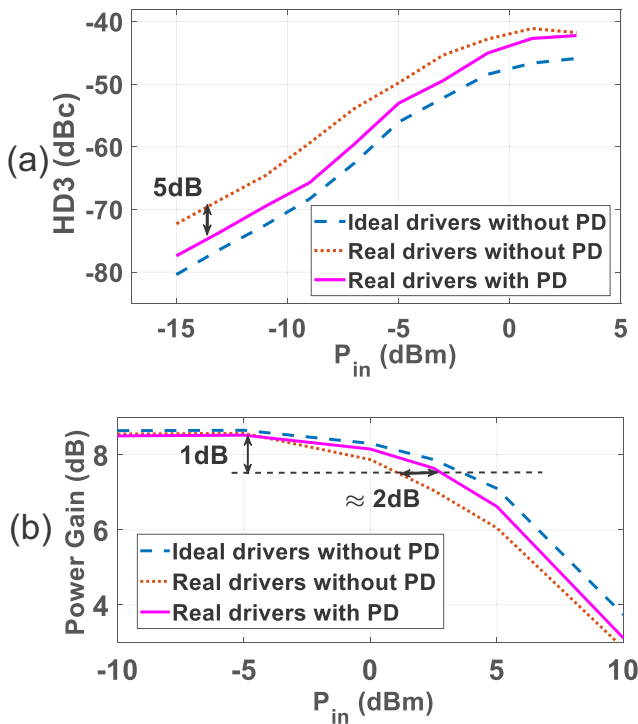 (a)
HD3 (dBc)
-40
-50
-60
-70
-80
5dB
Ideal drivers without PD
Real drivers without PD
Real drivers with PD
-15 -10 -5 0 5
P_in (dBm)
(b)
Power Gain (dB)
8
6
4
1dB
≈ 2dB
Ideal drivers without PD
Real drivers without PD
Real drivers with PD
-10 -5 0 5 10
P_in (dBm)